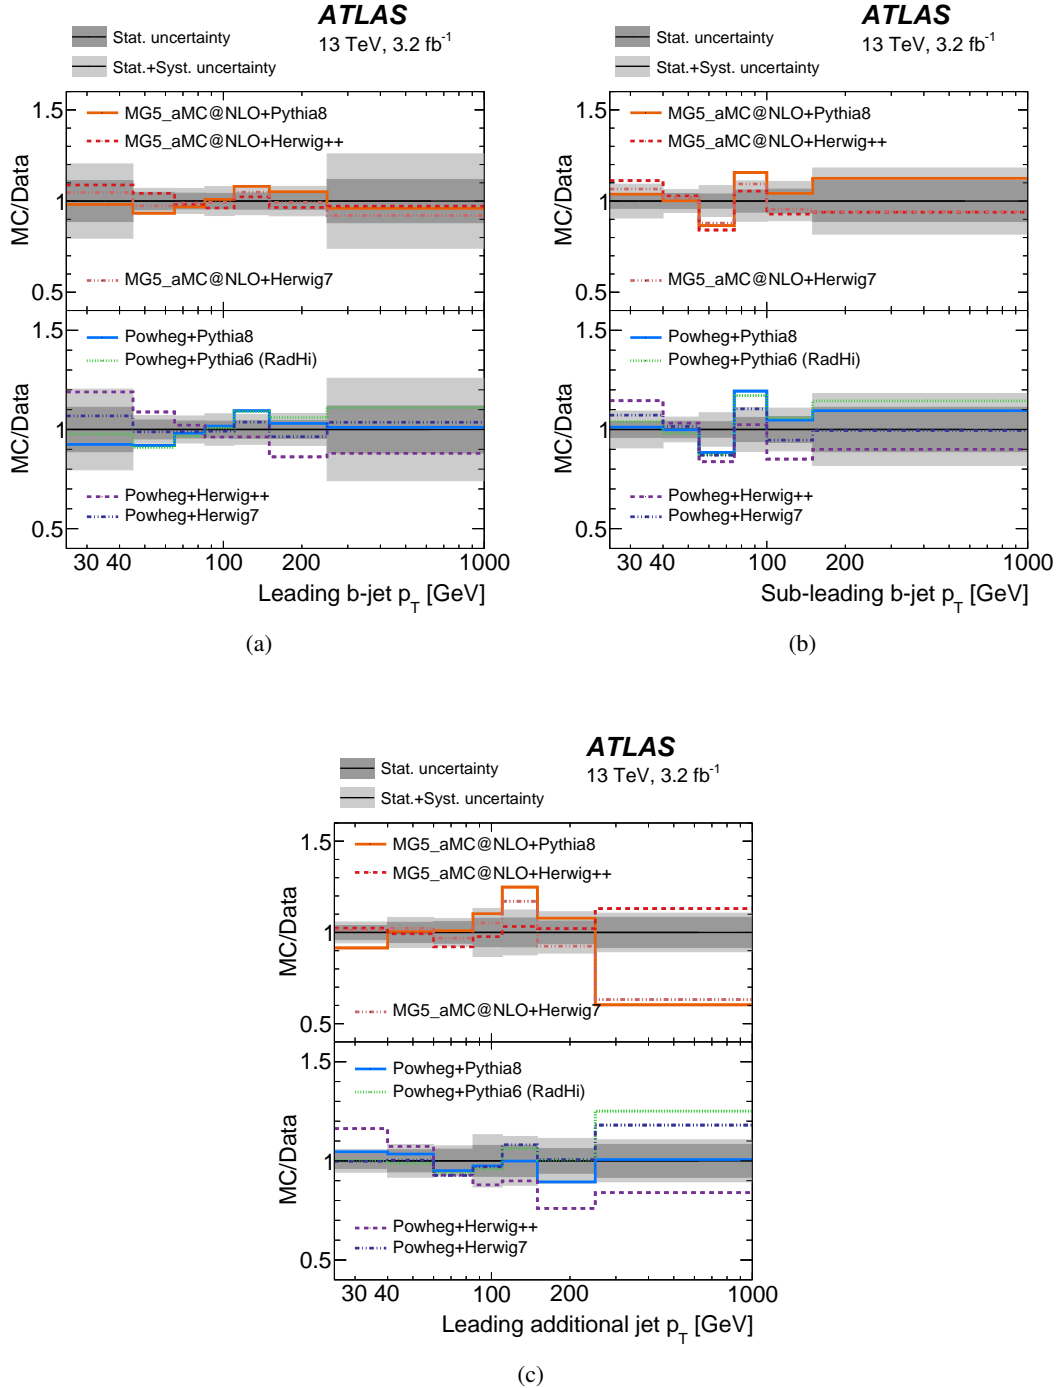 ATLAS
13 TeV, 3.2 fb⁻¹
Stat. uncertainty
Stat.+Syst. uncertainty
MC/Data
1.5
1
0.5
MG5_aMC@NLO+Pythia8
MG5_aMC@NLO+Herwig++
MG5_aMC@NLO+Herwig7
MC/Data
1.5
1
0.5
Powheg+Pythia8
Powheg+Pythia6 (RadHi)
Powheg+Herwig++
Powheg+Herwig7
30 40 100 200 1000
Leading b-jet p_T [GeV]
(a)
ATLAS
13 TeV, 3.2 fb⁻¹
Stat. uncertainty
Stat.+Syst. uncertainty
MC/Data
1.5
1
0.5
MG5_aMC@NLO+Pythia8
MG5_aMC@NLO+Herwig++
MG5_aMC@NLO+Herwig7
MC/Data
1.5
1
0.5
Powheg+Pythia8
Powheg+Pythia6 (RadHi)
Powheg+Herwig++
Powheg+Herwig7
30 40 100 200 1000
Sub-leading b-jet p_T [GeV]
(b)
ATLAS
13 TeV, 3.2 fb⁻¹
Stat. uncertainty
Stat.+Syst. uncertainty
MC/Data
1.5
1
0.5
MG5_aMC@NLO+Pythia8
MG5_aMC@NLO+Herwig++
MG5_aMC@NLO+Herwig7
MC/Data
1.5
1
0.5
Powheg+Pythia8
Powheg+Pythia6 (RadHi)
Powheg+Herwig++
Powheg+Herwig7
30 40 100 200 1000
Leading additional jet p_T [GeV]
(c)